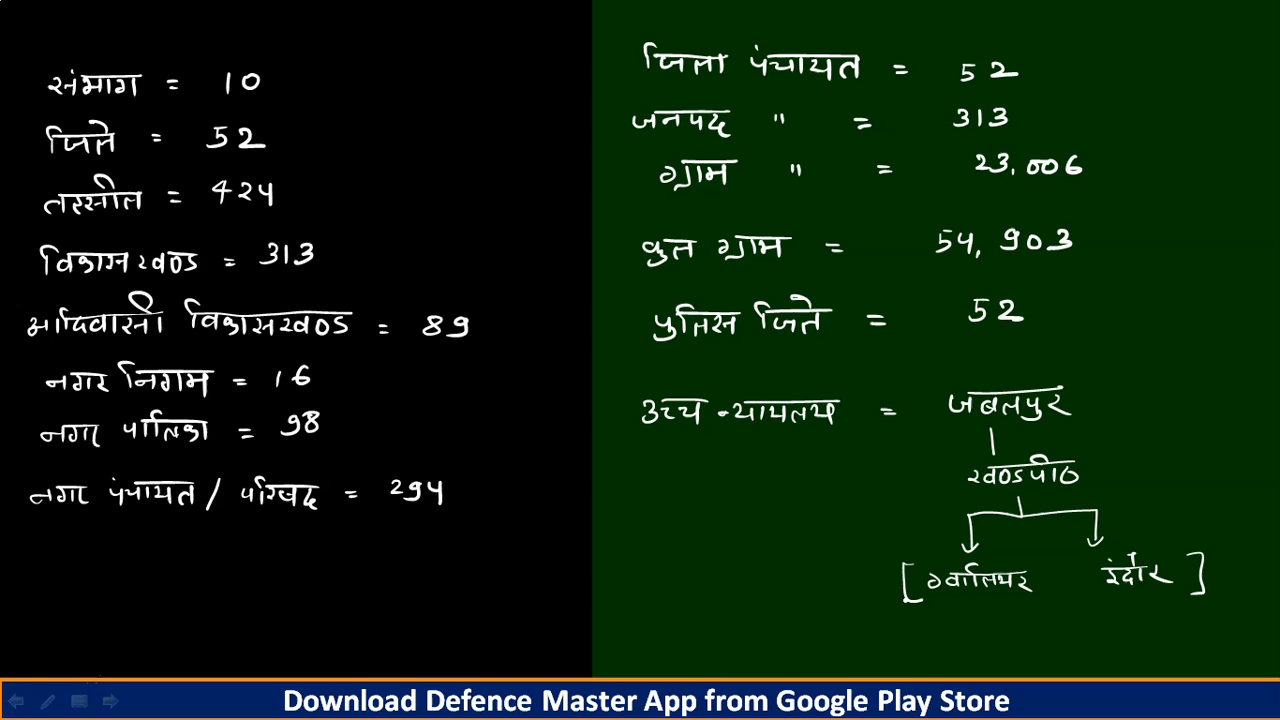 संभाग = 10
जिले = 52
तहसील = 424
विकासखण्ड = 313
आदिवासी विकासखण्ड = 89
नगर निगम = 16
नगर पालिका = 98
नगर पंचायत / परिषद = 294
जिला पंचायत = 52
जनपद " = 313
ग्राम " = 23,006
कुल ग्राम = 54,903
पुलिस जिले = 52
उच्च न्यायलय = जबलपुर
खण्डपीठ
[ ग्वालियर इंदौर ]
Download Defence Master App from Google Play Store